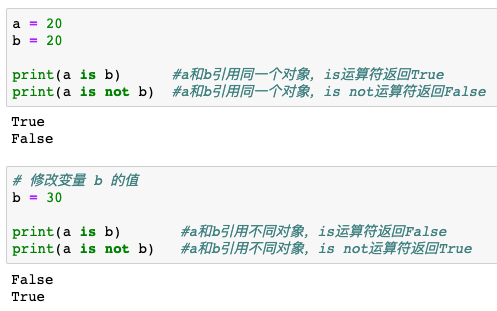 a = 20
b = 20
print(a is b)      #a和b引用同一个对象，is运算符返回True
print(a is not b)  #a和b引用同一个对象，is not运算符返回False
True
False
# 修改变量 b 的值
b = 30
print(a is b)       #a和b引用不同对象，is运算符返回False
print(a is not b)   #a和b引用不同对象，is not运算符返回True
False
True